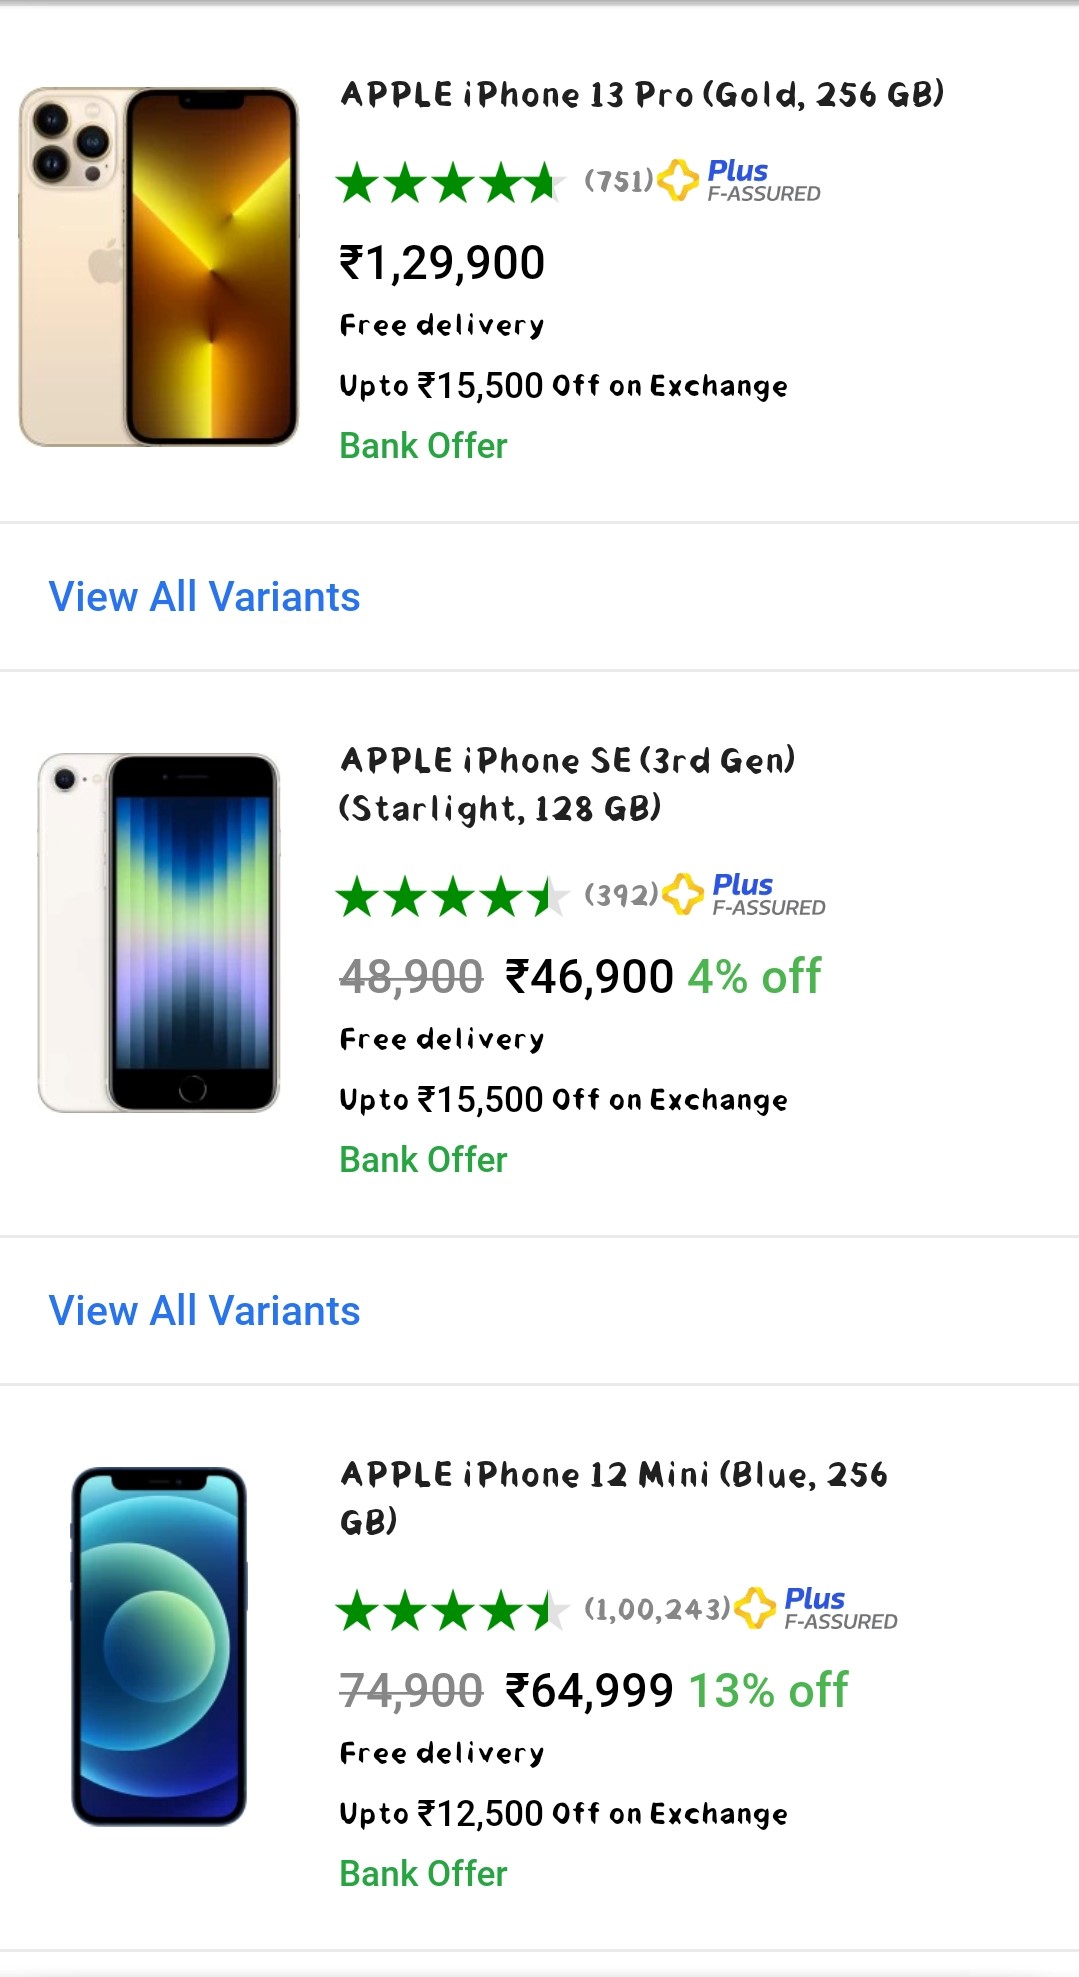 APPLE iPhone 13 Pro (Gold, 256 GB)
(751) Plus F-ASSURED
₹1,29,900
Free delivery
Upto ₹15,500 Off on Exchange
Bank Offer
View All Variants
APPLE iPhone SE (3rd Gen)
(Starlight, 128 GB)
(392) Plus F-ASSURED
48,900 ₹46,900 4% off
Free delivery
Upto ₹15,500 Off on Exchange
Bank Offer
View All Variants
APPLE iPhone 12 Mini (Blue, 256
GB)
(1,00,243) Plus F-ASSURED
74,900 ₹64,999 13% off
Free delivery
Upto ₹12,500 Off on Exchange
Bank Offer